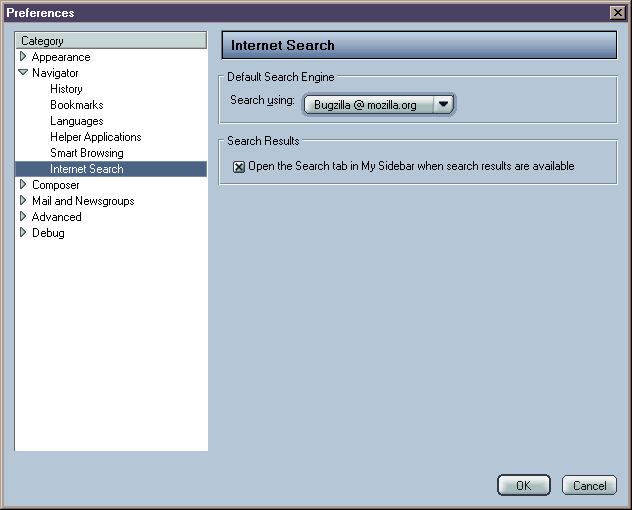 Preferences
Category
Appearance
Navigator
History
Bookmarks
Languages
Helper Applications
Smart Browsing
Internet Search
Composer
Mail and Newsgroups
Advanced
Debug
Internet Search
Default Search Engine
Search using: Bugzilla @ mozilla.org
Search Results
Open the Search tab in My Sidebar when search results are available
OK Cancel